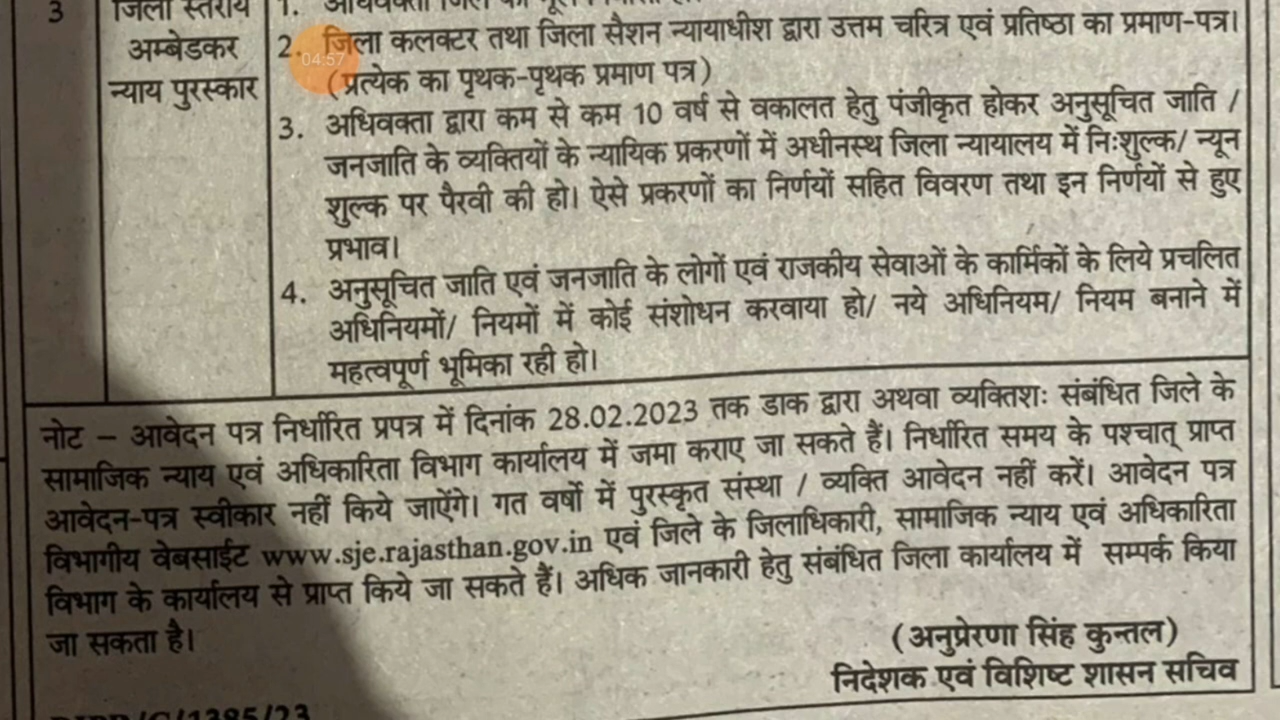 3
जिला स्तरीय
अम्बेडकर
न्याय पुरस्कार
1.
2. जिला कलक्टर तथा जिला सैशन न्यायाधीश द्वारा उत्तम चरित्र एवं प्रतिष्ठा का प्रमाण-पत्र।
04:57
(प्रत्येक का पृथक-पृथक प्रमाण पत्र)
3. अधिवक्ता द्वारा कम से कम 10 वर्ष से वकालत हेतु पंजीकृत होकर अनुसूचित जाति /
जनजाति के व्यक्तियों के न्यायिक प्रकरणों में अधीनस्थ जिला न्यायालय में निःशुल्क/ न्यून
शुल्क पर पैरवी की हो। ऐसे प्रकरणों का निर्णयों सहित विवरण तथा इन निर्णयों से हुए
प्रभाव।
4. अनुसूचित जाति एवं जनजाति के लोगों एवं राजकीय सेवाओं के कार्मिकों के लिये प्रचलित
अधिनियमों/ नियमों में कोई संशोधन करवाया हो/ नये अधिनियम/ नियम बनाने में
महत्वपूर्ण भूमिका रही हो।
नोट – आवेदन पत्र निर्धारित प्रपत्र में दिनांक 28.02.2023 तक डाक द्वारा अथवा व्यक्तिशः संबंधित जिले के
सामाजिक न्याय एवं अधिकारिता विभाग कार्यालय में जमा कराए जा सकते हैं। निर्धारित समय के पश्चात् प्राप्त
आवेदन-पत्र स्वीकार नहीं किये जाऐंगे। गत वर्षो में पुरस्कृत संस्था / व्यक्ति आवेदन नहीं करें। आवेदन पत्र
विभागीय वेबसाईट www.sje.rajasthan.gov.in एवं जिले के जिलाधिकारी, सामाजिक न्याय एवं अधिकारिता
विभाग के कार्यालय से प्राप्त किये जा सकते हैं। अधिक जानकारी हेतु संबंधित जिला कार्यालय में सम्पर्क किया
जा सकता है।
(अनुप्रेरणा सिंह कुन्तल)
निदेशक एवं विशिष्ट शासन सचिव